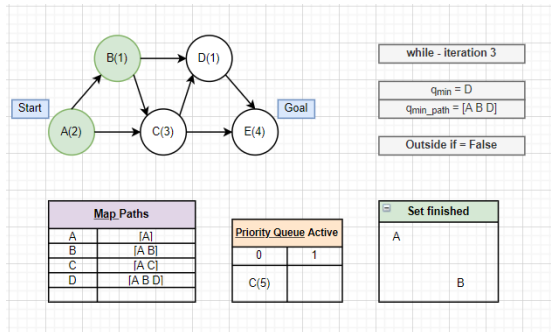 B(1)
D(1)
while - iteration 3
Start
Goal
qmin = D
qmin_path = [A B D]
A(2)
C(3)
E(4)
Outside if = False
Map Paths
A [A]
B [A B]
C [A C]
D [A B D]
Priority Queue Active
0 1
C(5)
Set finished
A
B